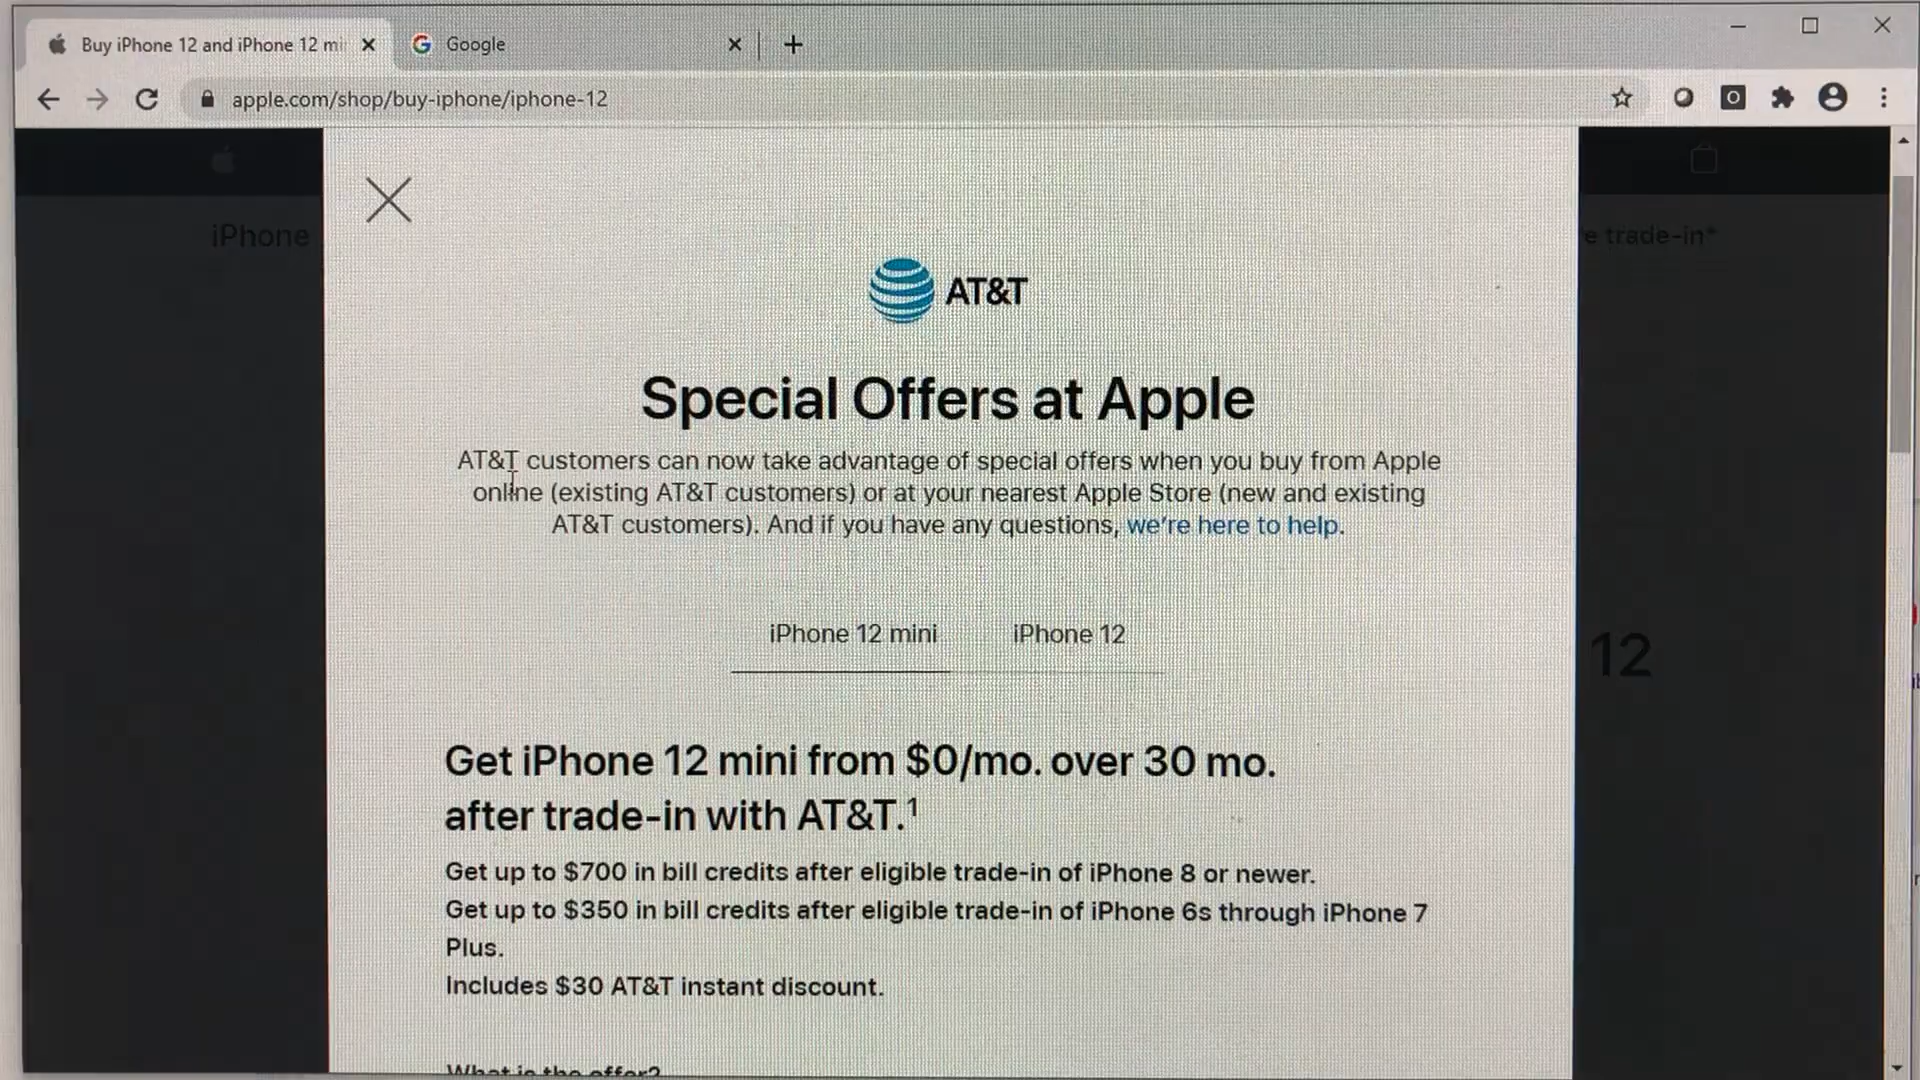 Buy iPhone 12 and iPhone 12 mi
Google
apple.com/shop/buy-iphone/iphone-12
iPhone
e trade-in*
AT&T
Special Offers at Apple
AT&T customers can now take advantage of special offers when you buy from Apple
online (existing AT&T customers) or at your nearest Apple Store (new and existing
AT&T customers). And if you have any questions, we're here to help.
iPhone 12 mini
iPhone 12
12
Get iPhone 12 mini from $0/mo. over 30 mo.
after trade-in with AT&T.¹
Get up to $700 in bill credits after eligible trade-in of iPhone 8 or newer.
Get up to $350 in bill credits after eligible trade-in of iPhone 6s through iPhone 7
Plus.
Includes $30 AT&T instant discount.
What is the offer?